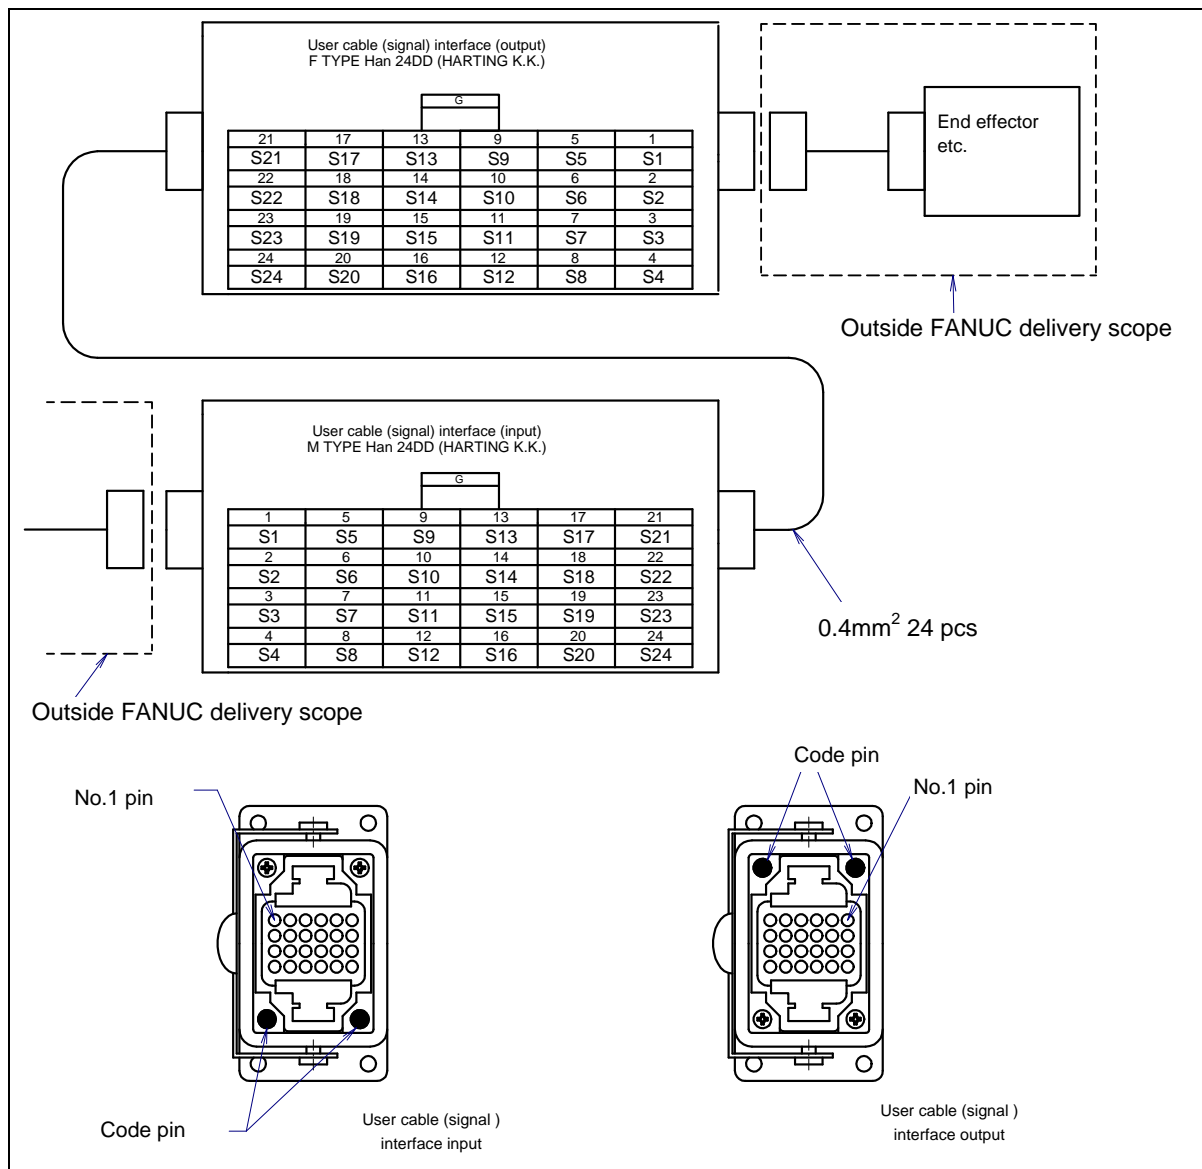 User cable (signal) interface (output)
F TYPE Han 24DD (HARTING K.K.)
G
21 17 13 9 5 1
S21 S17 S13 S9 S5 S1
22 18 14 10 6 2
S22 S18 S14 S10 S6 S2
23 19 15 11 7 3
S23 S19 S15 S11 S7 S3
24 20 16 12 8 4
S24 S20 S16 S12 S8 S4
End effector
etc.
Outside FANUC delivery scope
User cable (signal) interface (input)
M TYPE Han 24DD (HARTING K.K.)
G
1 5 9 13 17 21
S1 S5 S9 S13 S17 S21
2 6 10 14 18 22
S2 S6 S10 S14 S18 S22
3 7 11 15 19 23
S3 S7 S11 S15 S19 S23
4 8 12 16 20 24
S4 S8 S12 S16 S20 S24
0.4mm² 24 pcs
Outside FANUC delivery scope
No.1 pin
Code pin
User cable (signal )
interface input
Code pin
No.1 pin
User cable (signal )
interface output